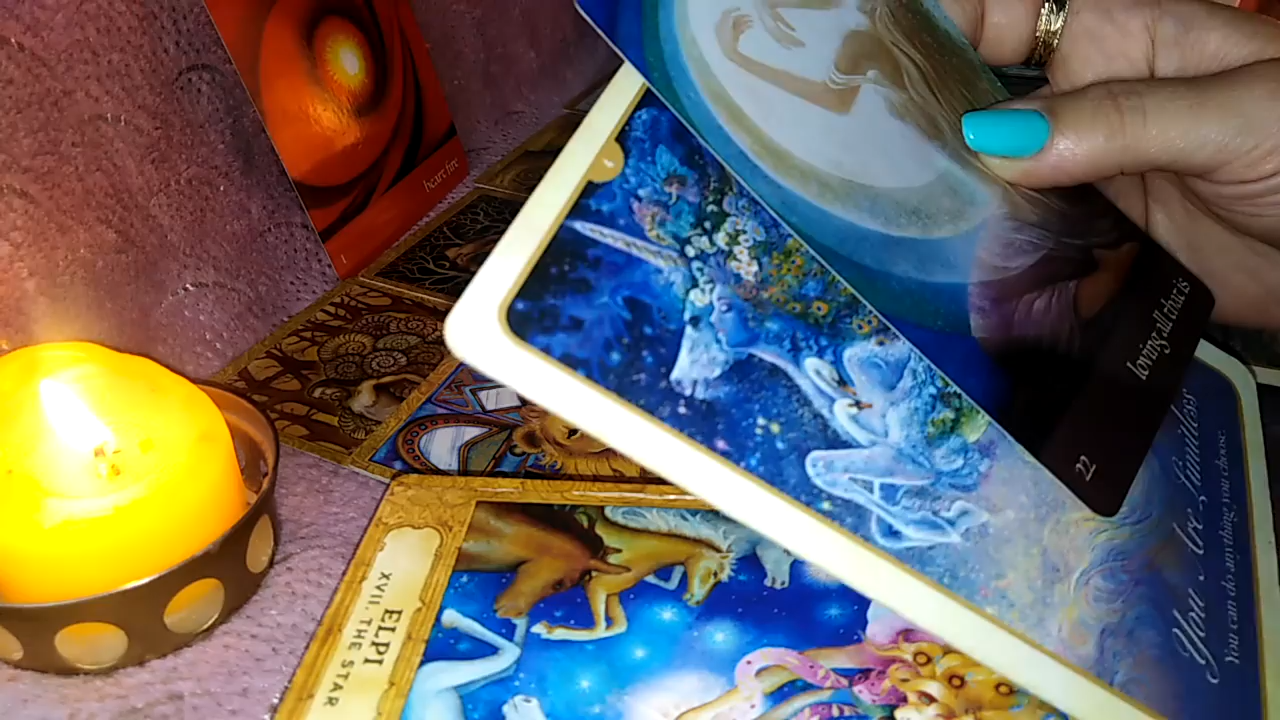 heart fire
1
loving all that is
22
You Are Limitless
You can do anything you choose.
ELPI
XVII. THE STAR